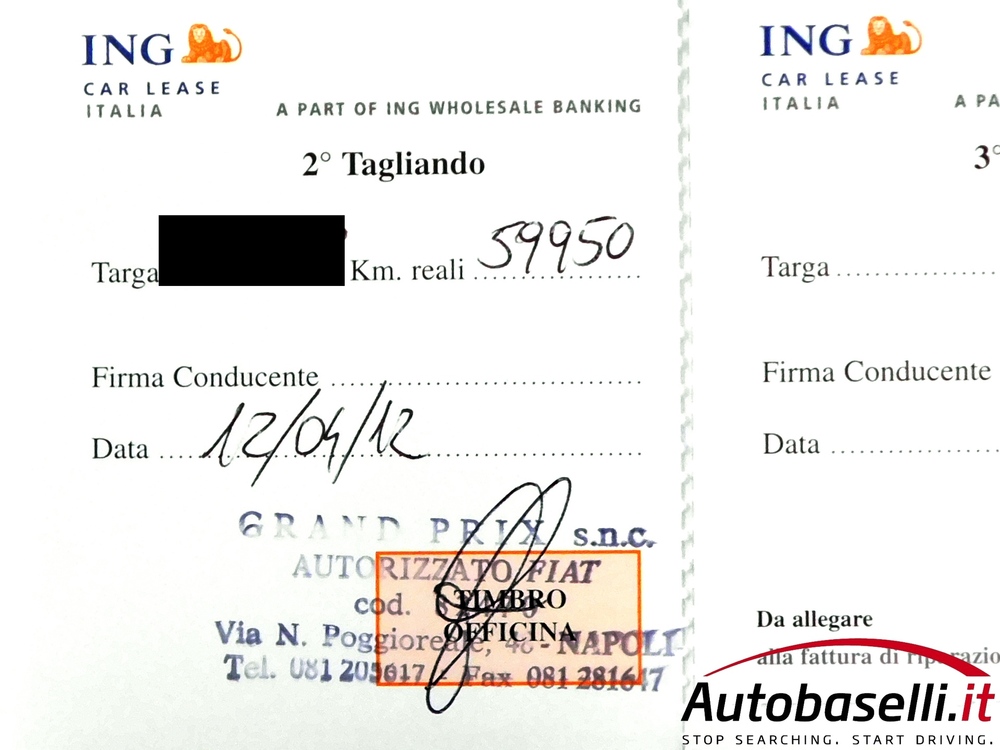 ING
CAR LEASE
ITALIA
A PART OF ING WHOLESALE BANKING
2° Tagliando
Targa
Km. reali 59950
Firma Conducente
Data 12/04/12
GRAND PRIX s.n.c.
AUTORIZZATO FIAT
cod.
TIMBRO
OFFICINA
Via N. Poggioreale, 48 - NAPOLI
Tel. 081 205617 - Fax 081 281647
ING
CAR LEASE
ITALIA
A PA
3°
Targa
Firma Conducente
Data
Da allegare
alla fattura di riparazio
Autobaselli.it
STOP SEARCHING. START DRIVING.